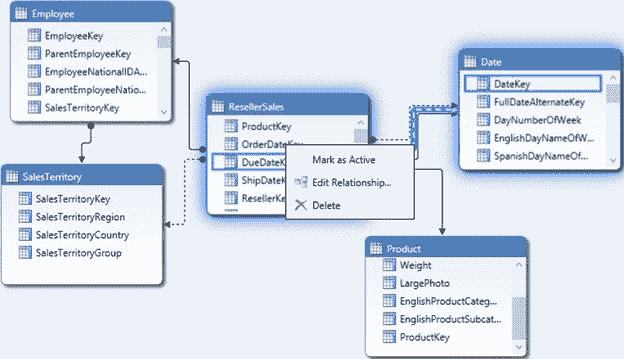 Employee
EmployeeKey
ParentEmployeeKey
EmployeeNationalIDA...
ParentEmployeeNatio...
SalesTerritoryKey
SalesTerritory
SalesTerritoryKey
SalesTerritoryRegion
SalesTerritoryCountry
SalesTerritoryGroup
ResellerSales
ProductKey
OrderDateKey
DueDateK
ShipDateK
ResellerKe
Mark as Active
Edit Relationship...
Delete
Date
DateKey
FullDateAlternateKey
DayNumberOfWeek
EnglishDayNameOfW...
SpanishDayNameOf...
Product
Weight
LargePhoto
EnglishProductCateg...
EnglishProductSubcat...
ProductKey